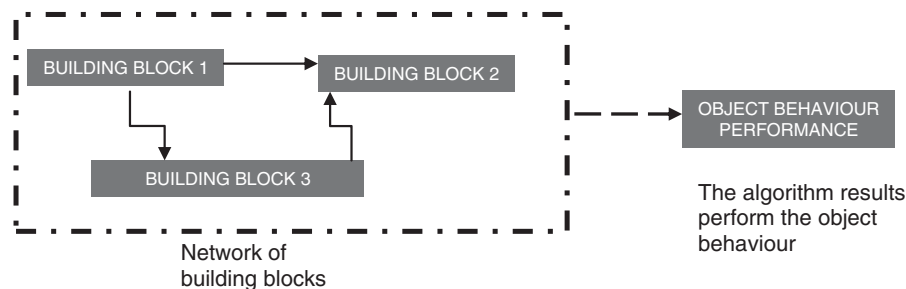 BUILDING BLOCK 1
BUILDING BLOCK 2
BUILDING BLOCK 3
OBJECT BEHAVIOUR
PERFORMANCE
The algorithm results
perform the object
behaviour
Network of
building blocks